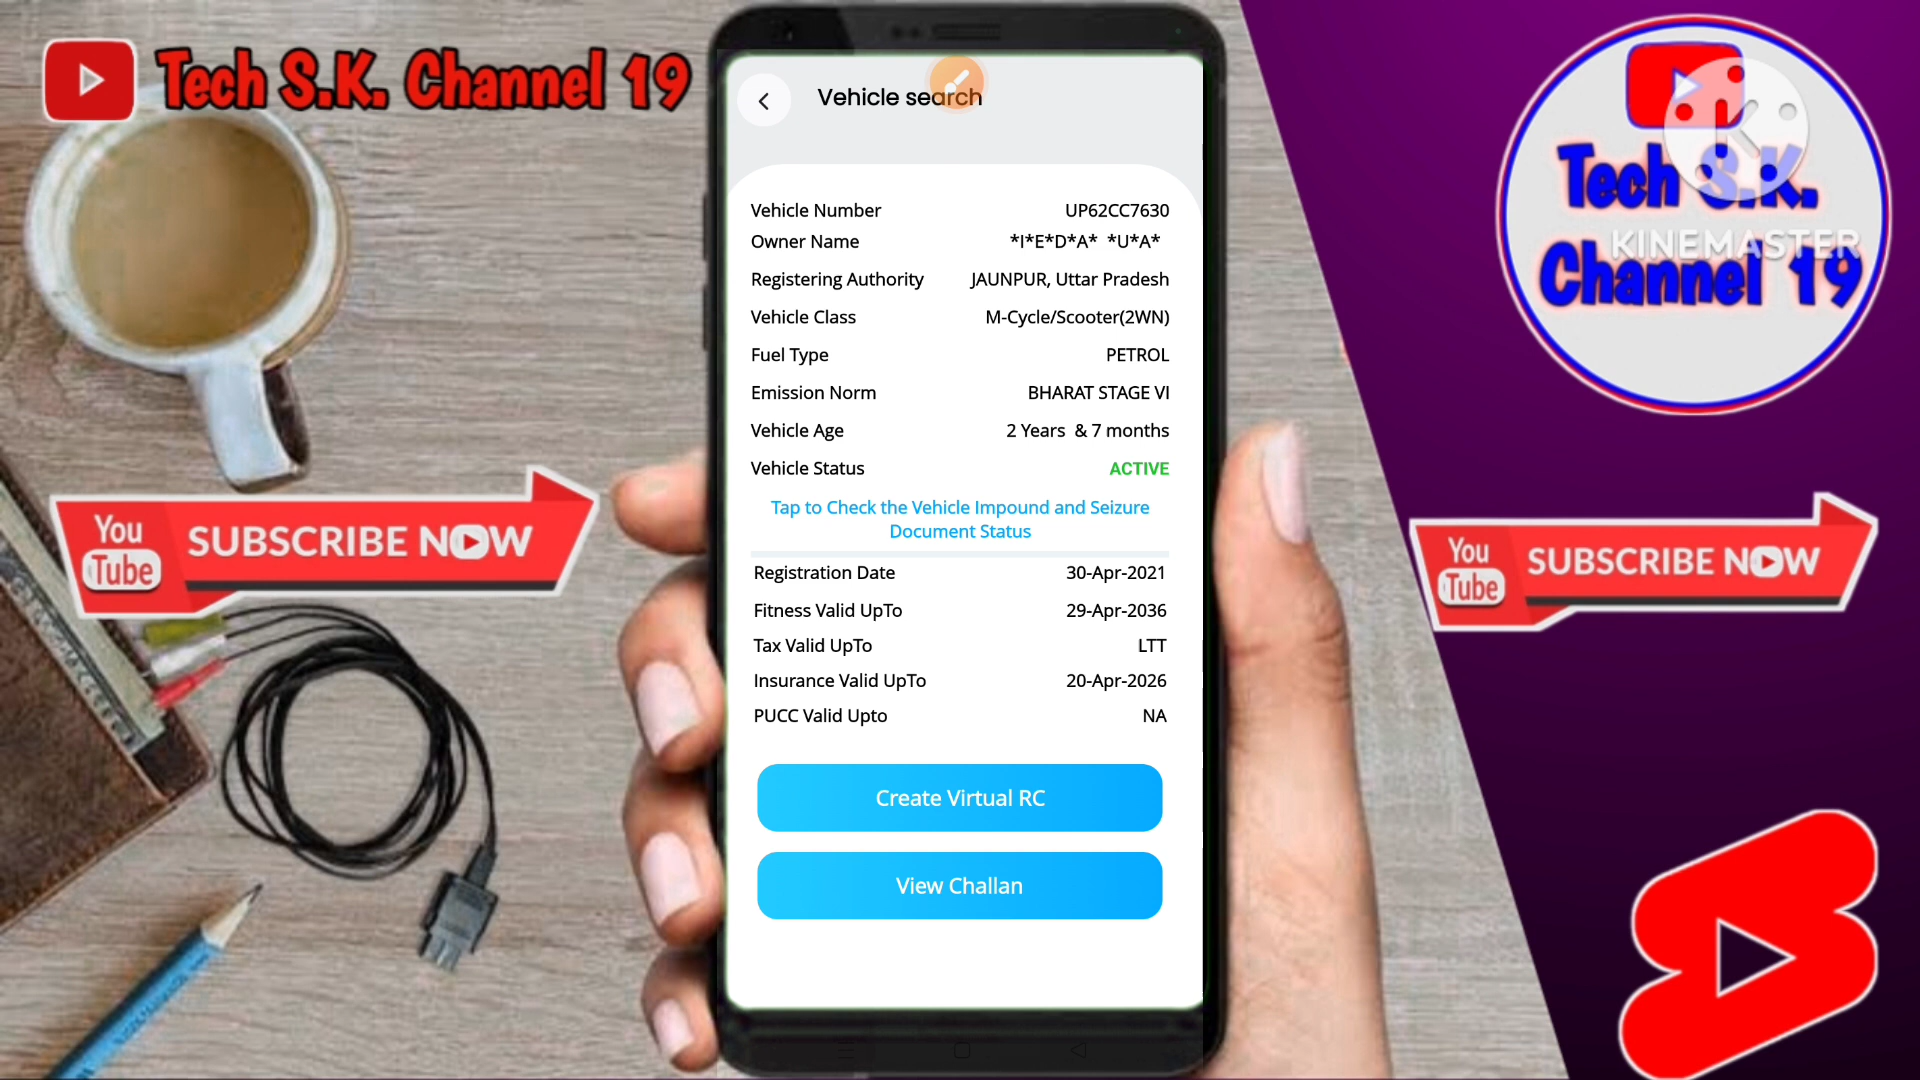 Tech S.K. Channel 19
Vehicle search
Vehicle Number UP62CC7630
Owner Name *I*E*D*A* *U*A*
Registering Authority JAUNPUR, Uttar Pradesh
Vehicle Class M-Cycle/Scooter(2WN)
Fuel Type PETROL
Emission Norm BHARAT STAGE VI
Vehicle Age 2 Years & 7 months
Vehicle Status ACTIVE
Tap to Check the Vehicle Impound and Seizure
Document Status
Registration Date 30-Apr-2021
Fitness Valid UpTo 29-Apr-2036
Tax Valid UpTo LTT
Insurance Valid UpTo 20-Apr-2026
PUCC Valid Upto NA
Create Virtual RC
View Challan
You
Tube
SUBSCRIBE NOW
Tech S.K.
Channel 19
K
KINEMASTER
You
Tube
SUBSCRIBE NOW